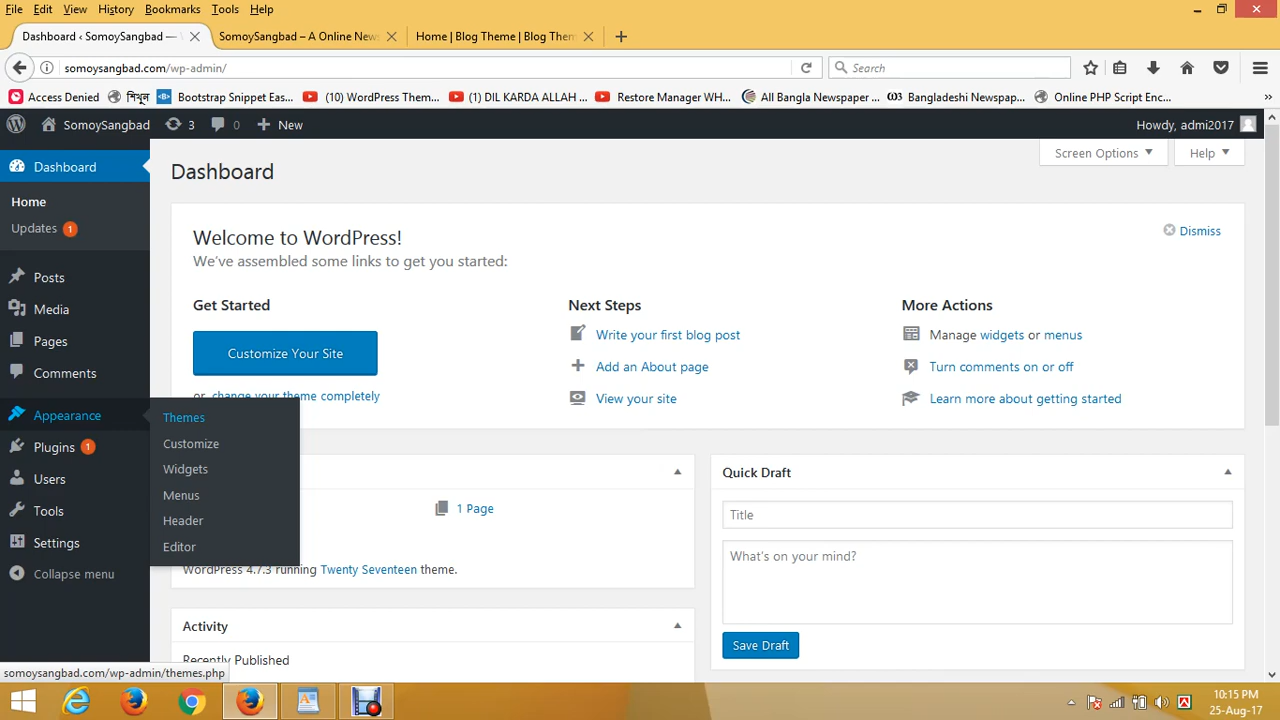 File Edit View History Bookmarks Tools Help
Dashboard ‹ SomoySangbad —
SomoySangbad – A Online News
Home | Blog Theme | Blog Them
somoysangbad.com/wp-admin/
Search
Access Denied
Bootstrap Snippet Eas...
(10) WordPress Them...
(1) DIL KARDA ALLAH ...
Restore Manager WH...
All Bangla Newspaper ...
Bangladeshi Newspap...
Online PHP Script Enc...
SomoySangbad 3 0 New
Howdy, admi2017
Dashboard
Home
Updates 1
Posts
Media
Pages
Comments
Appearance
Plugins 1
Users
Tools
Settings
Collapse menu
Themes
Customize
Widgets
Menus
Header
Editor
Dashboard
Screen Options
Help
Welcome to WordPress!
We've assembled some links to get you started:
Dismiss
Get Started
Customize Your Site
or, change your theme completely
Next Steps
Write your first blog post
Add an About page
View your site
More Actions
Manage widgets or menus
Turn comments on or off
Learn more about getting started
1 Page
WordPress 4.7.3 running Twenty Seventeen theme.
Activity
Recently Published
Quick Draft
Title
What's on your mind?
Save Draft
somoysangbad.com/wp-admin/themes.php
10:15 PM
25-Aug-17